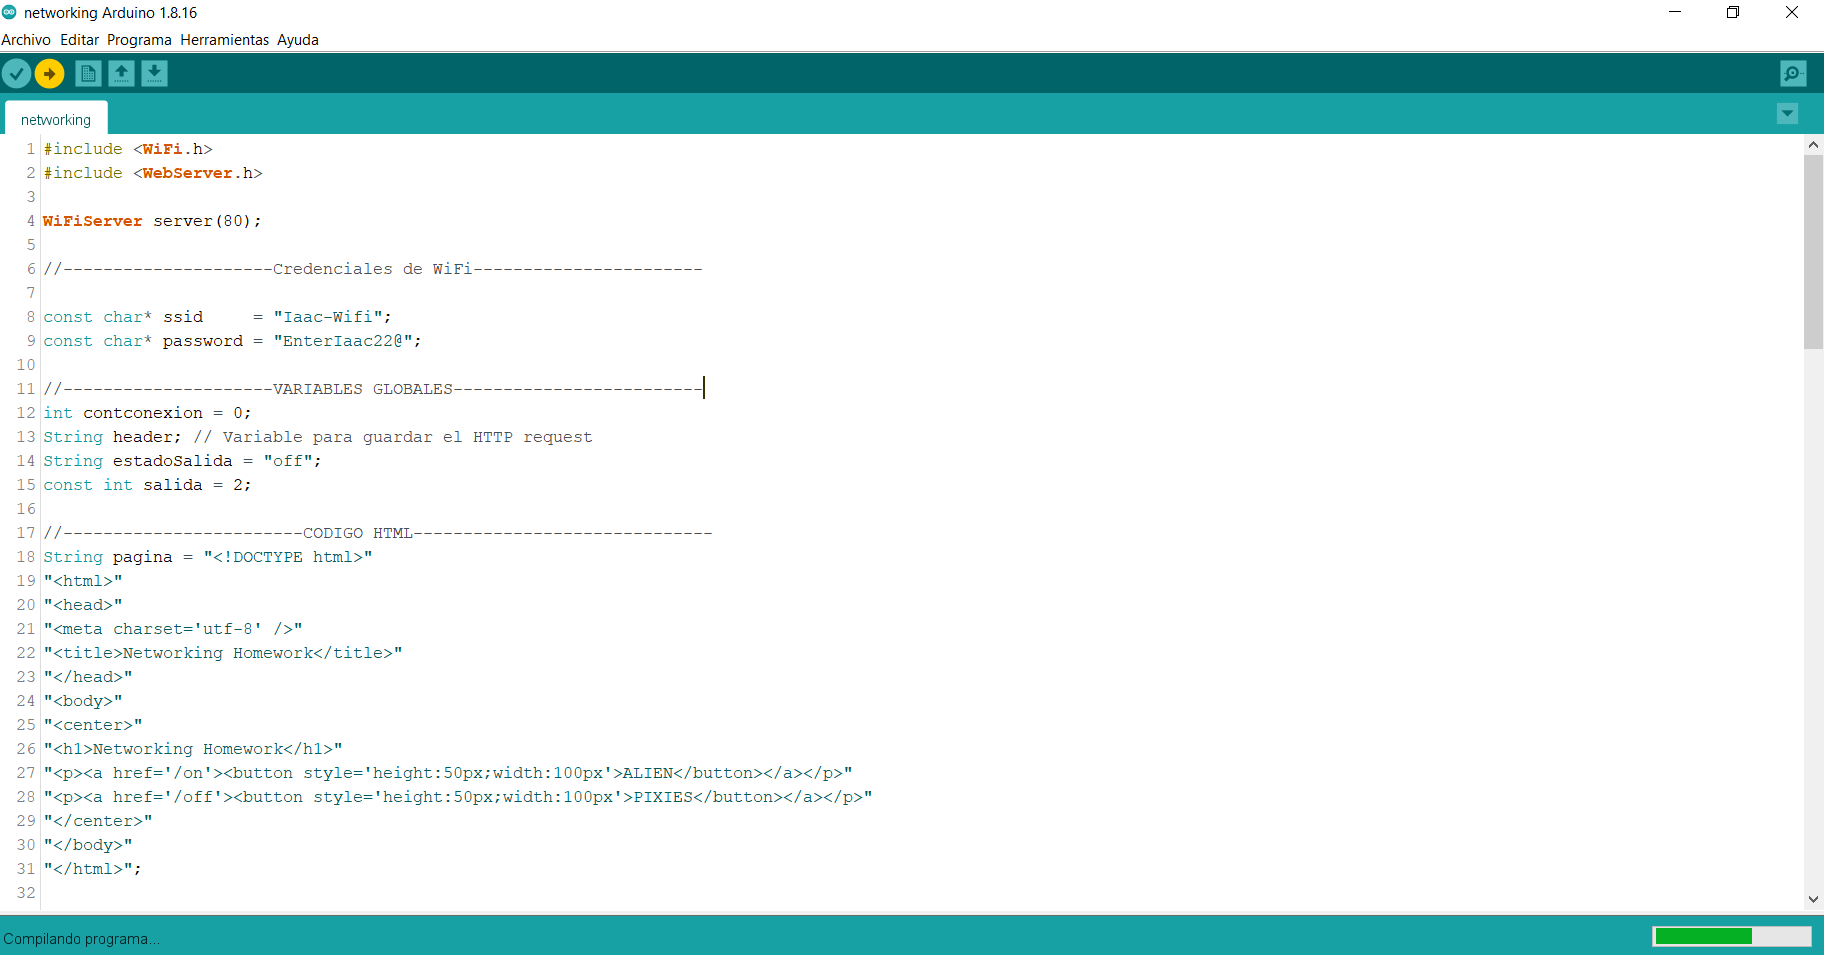 networking Arduino 1.8.16
Archivo Editar Programa Herramientas Ayuda
networking
1 #include <WiFi.h>
2 #include <WebServer.h>
3
4 WiFiServer server(80);
5
6 //---------------------Credenciales de WiFi-----------------------
7
8 const char* ssid     = "Iaac-Wifi";
9 const char* password = "EnterIaac22@";
10
11 //---------------------VARIABLES GLOBALES-------------------------
12 int contconexion = 0;
13 String header; // Variable para guardar el HTTP request
14 String estadoSalida = "off";
15 const int salida = 2;
16
17 //------------------------CODIGO HTML------------------------------
18 String pagina = "<!DOCTYPE html>"
19 "<html>"
20 "<head>"
21 "<meta charset='utf-8' />"
22 "<title>Networking Homework</title>"
23 "</head>"
24 "<body>"
25 "<center>"
26 "<h1>Networking Homework</h1>"
27 "<p><a href='/on'><button style='height:50px;width:100px'>ALIEN</button></a></p>"
28 "<p><a href='/off'><button style='height:50px;width:100px'>PIXIES</button></a></p>"
29 "</center>"
30 "</body>"
31 "</html>";
32
Compilando programa...